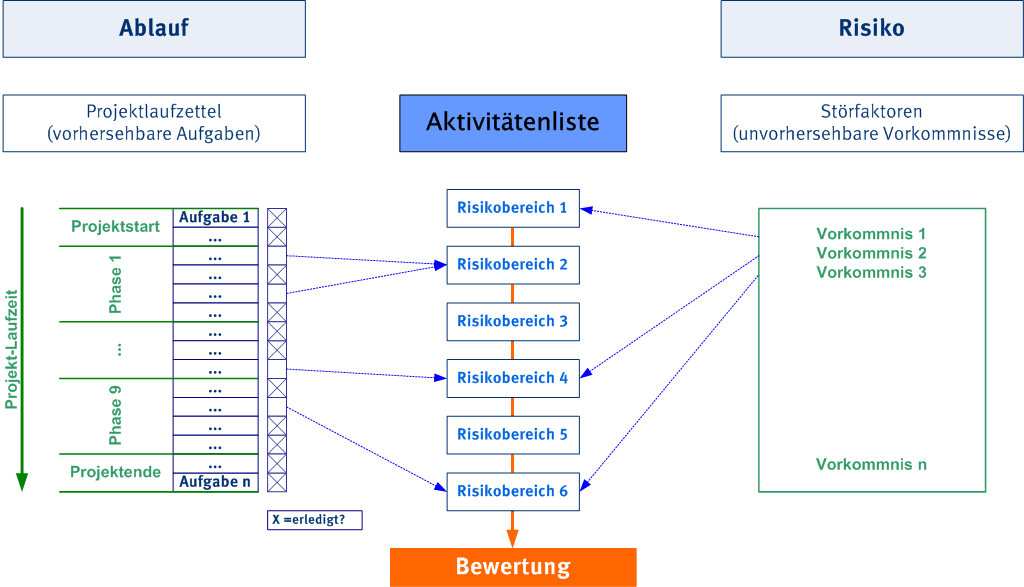 Ablauf
Risiko
Projektlaufzettel
(vorhersehbare Aufgaben)
Aktivitätenliste
Störfaktoren
(unvorhersehbare Vorkommnisse)
Projekt-Laufzeit
Projektstart
Aufgabe 1
...
Phase 1
...
...
...
...
...
...
...
...
Phase 9
...
...
...
...
Projektende
...
Aufgabe n
X =erledigt?
Risikobereich 1
Risikobereich 2
Risikobereich 3
Risikobereich 4
Risikobereich 5
Risikobereich 6
Bewertung
Vorkommnis 1
Vorkommnis 2
Vorkommnis 3
Vorkommnis n